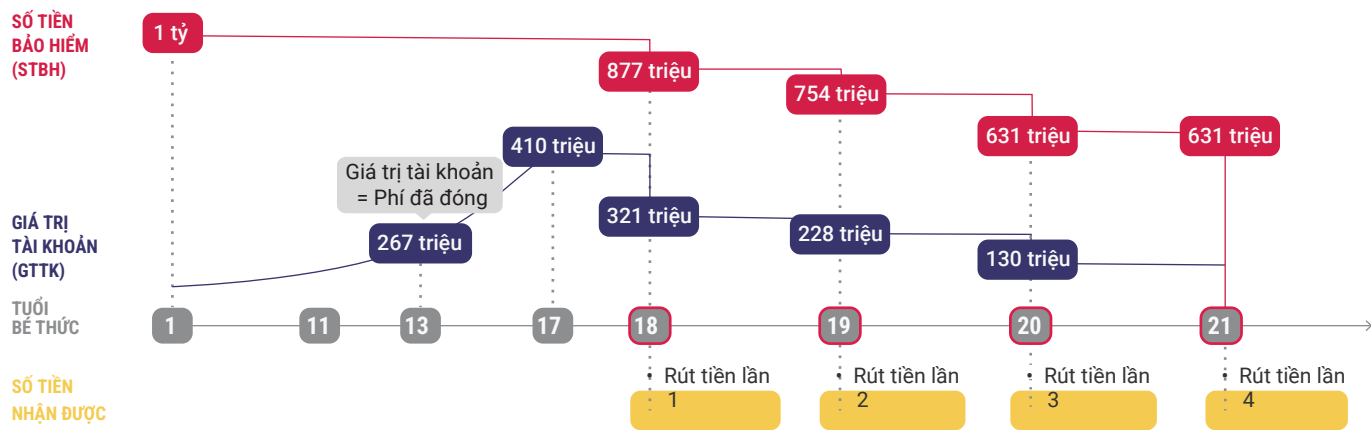 SỐ TIỀN
BẢO HIỂM
(STBH)
1 tỷ
877 triệu
754 triệu
631 triệu
631 triệu
410 triệu
Giá trị tài khoản
= Phí đã đóng
267 triệu
321 triệu
228 triệu
130 triệu
GIÁ TRỊ
TÀI KHOẢN
(GTTK)
TUỔI
BÉ THỨC
1
11
13
17
18
19
20
21
SỐ TIỀN
NHẬN ĐƯỢC
• Rút tiền lần
1
• Rút tiền lần
2
• Rút tiền lần
3
• Rút tiền lần
4